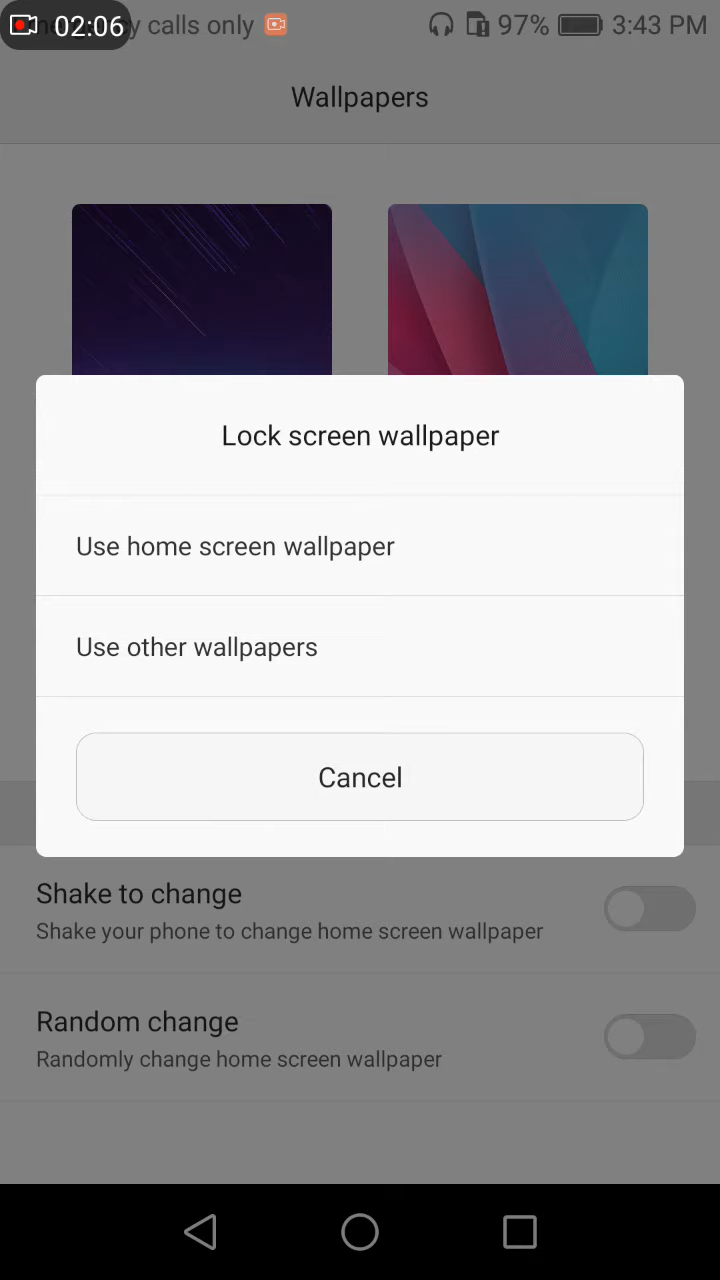 02:06
calls only
97%
3:43 PM
Wallpapers
Lock screen wallpaper
Use home screen wallpaper
Use other wallpapers
Cancel
Shake to change
Shake your phone to change home screen wallpaper
Random change
Randomly change home screen wallpaper